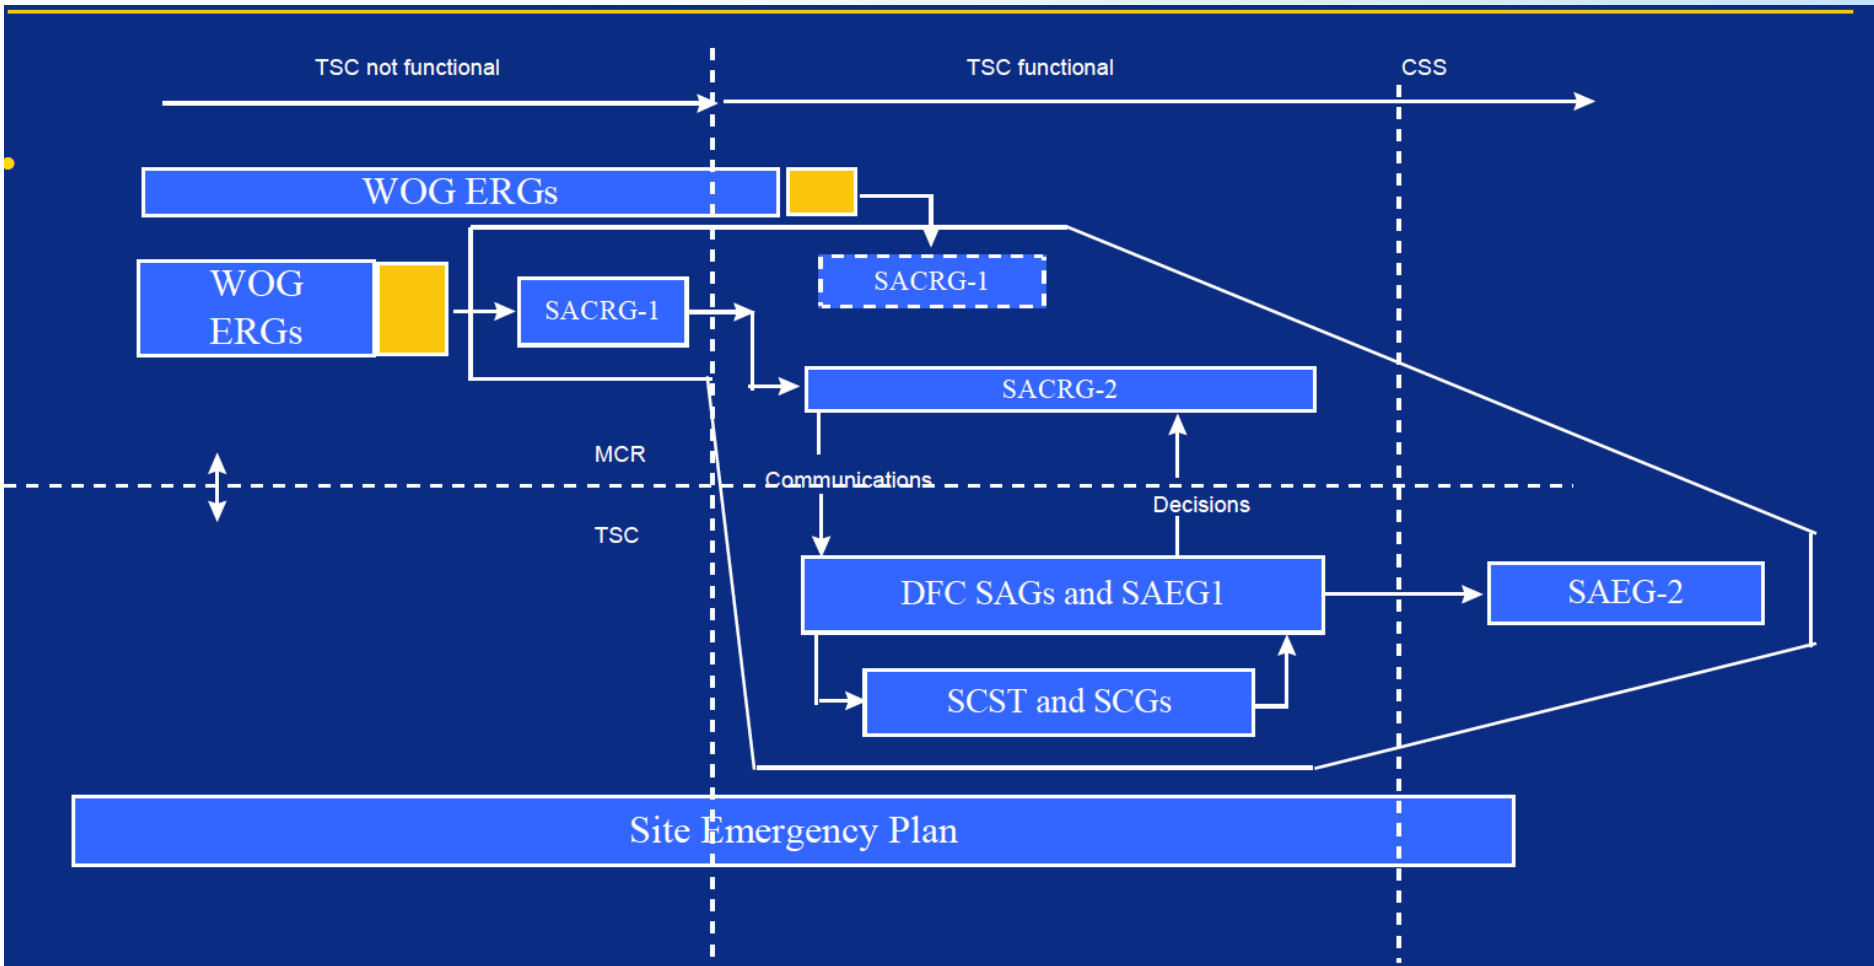 TSC not functional
TSC functional
CSS
WOG ERGs
WOG
ERGs
SACRG-1
SACRG-1
SACRG-2
MCR
Communications
Decisions
TSC
DFC SAGs and SAEG1
SAEG-2
SCST and SCGs
Site Emergency Plan